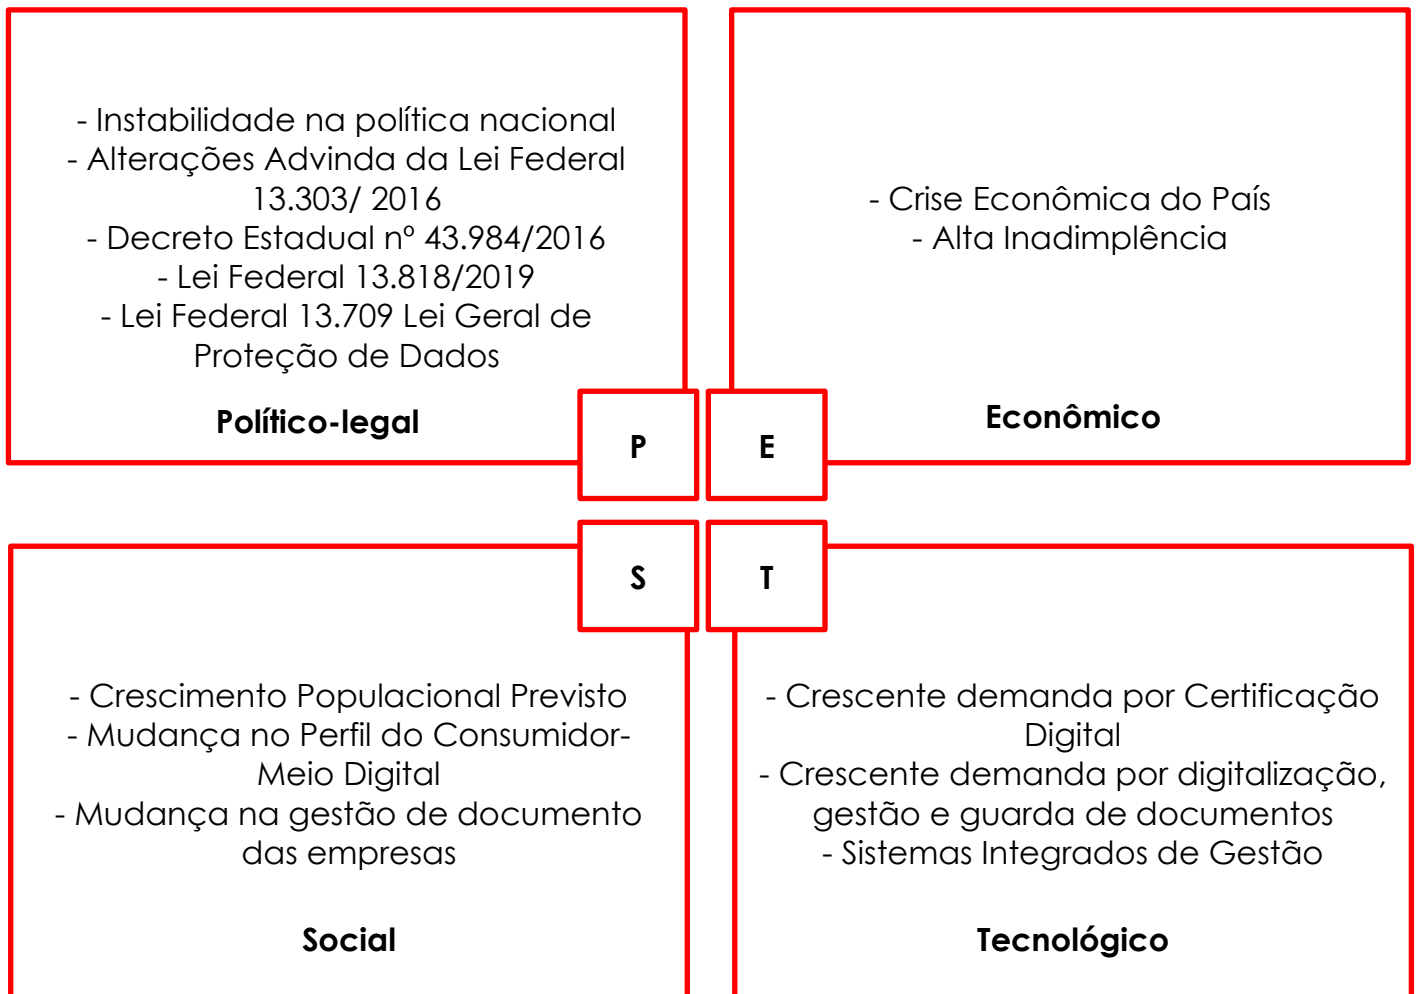 - Instabilidade na política nacional
- Alterações Advinda da Lei Federal
13.303/ 2016
- Decreto Estadual nº 43.984/2016
- Lei Federal 13.818/2019
- Lei Federal 13.709 Lei Geral de
Proteção de Dados
Político-legal
P
- Crise Econômica do País
- Alta Inadimplência
Econômico
E
S
- Crescimento Populacional Previsto
- Mudança no Perfil do Consumidor-
Meio Digital
- Mudança na gestão de documento
das empresas
Social
T
- Crescente demanda por Certificação
Digital
- Crescente demanda por digitalização,
gestão e guarda de documentos
- Sistemas Integrados de Gestão
Tecnológico